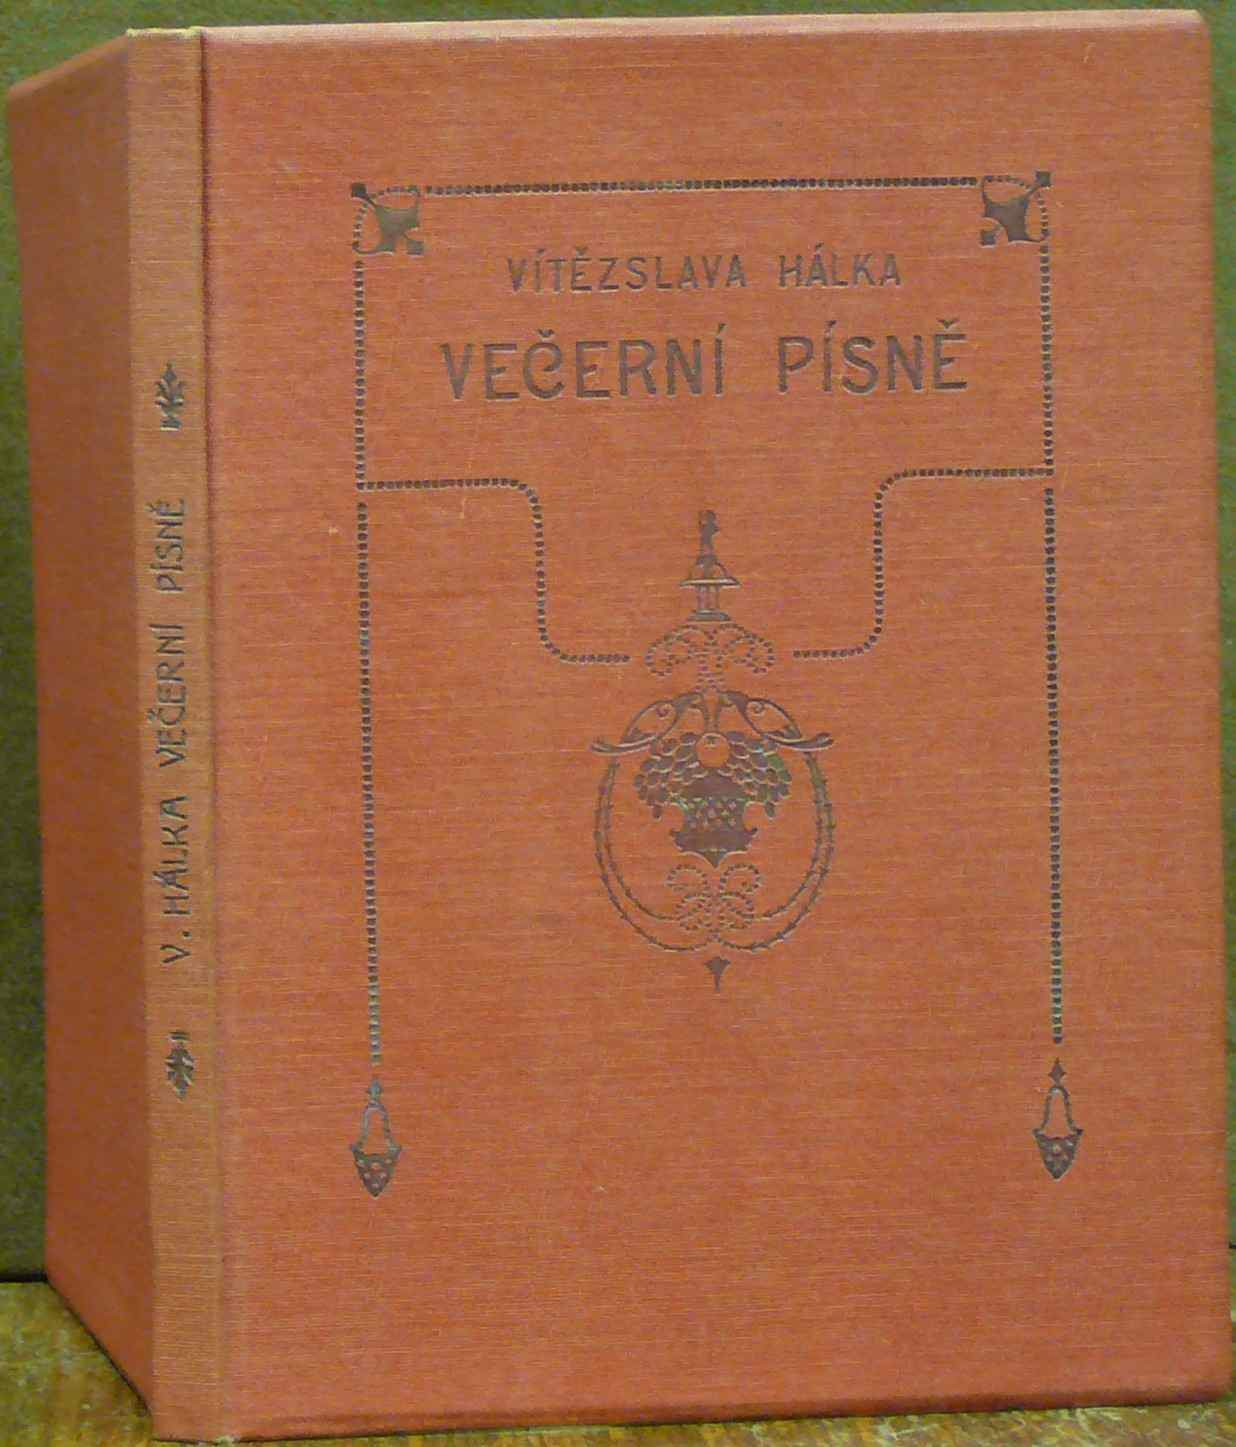 VÍTĚZSLAVA HÁLKA
VEČERNÍ PÍSNĚ
V. HÁLKA VEČERNÍ PÍSNĚ